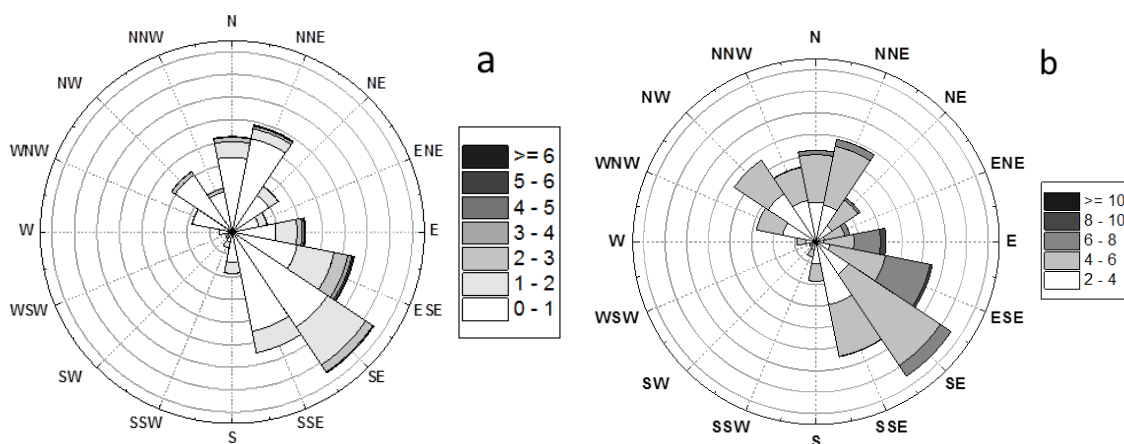 a
N
NNE
NE
ENE
E
ESE
SE
SSE
S
SSW
SW
WSW
W
WNW
NW
NNW
>= 6
5 - 6
4 - 5
3 - 4
2 - 3
1 - 2
0 - 1
b
N
NNE
NE
ENE
E
ESE
SE
SSE
S
SSW
SW
WSW
W
WNW
NW
NNW
>= 10
8 - 10
6 - 8
4 - 6
2 - 4